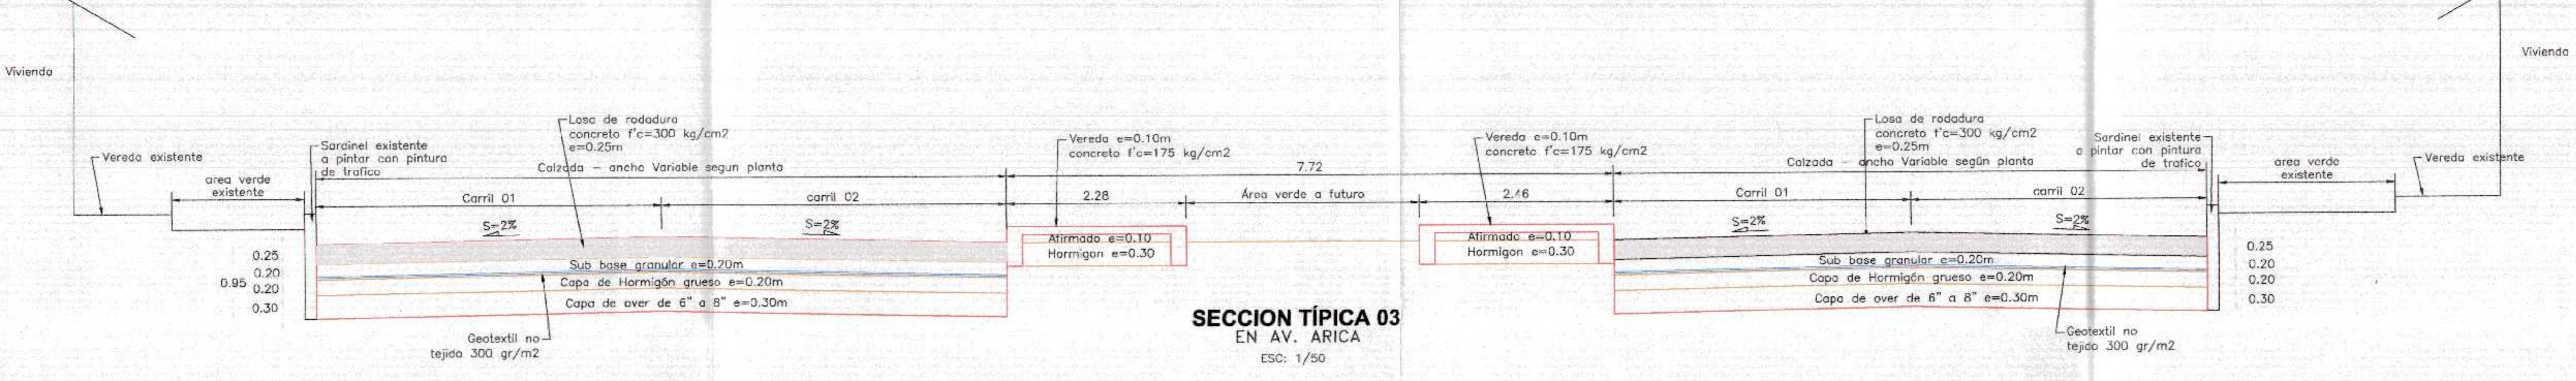 Vivienda
Vereda existente
area verde
existente
Sardinel existente
a pintar con pintura
de trafico
Losa de rodadura
concreto f'c=300 kg/cm2
e=0.25m
Calzada – ancho Variable segun planta
Carril 01
carril 02
S=2%
S=2%
Vereda e=0.10m
concreto f'c=175 kg/cm2
7.72
2.28
Área verde a futuro
2.46
Vereda e=0.10m
concreto f'c=175 kg/cm2
Losa de rodadura
concreto f'c=300 kg/cm2
e=0.25m
Calzada – ancho Variable según planta
Carril 01
carril 02
S=2%
S=2%
Sardinel existente
a pintar con pintura
de trafico
area verde
existente
Vereda existente
Vivienda
Afirmado e=0.10
Hormigon e=0.30
Afirmado e=0.10
Hormigon e=0.30
0.95
0.25
0.20
0.20
0.30
Sub base granular e=0.20m
Capa de Hormigón grueso e=0.20m
Capa de over de 6" a 8" e=0.30m
Geotextil no
tejido 300 gr/m2
Sub base granular e=0.20m
Capa de Hormigón grueso e=0.20m
Capa de over de 6" a 8" e=0.30m
0.25
0.20
0.20
0.30
Geotextil no
tejido 300 gr/m2
SECCION TÍPICA 03
EN AV. ARICA
ESC: 1/50